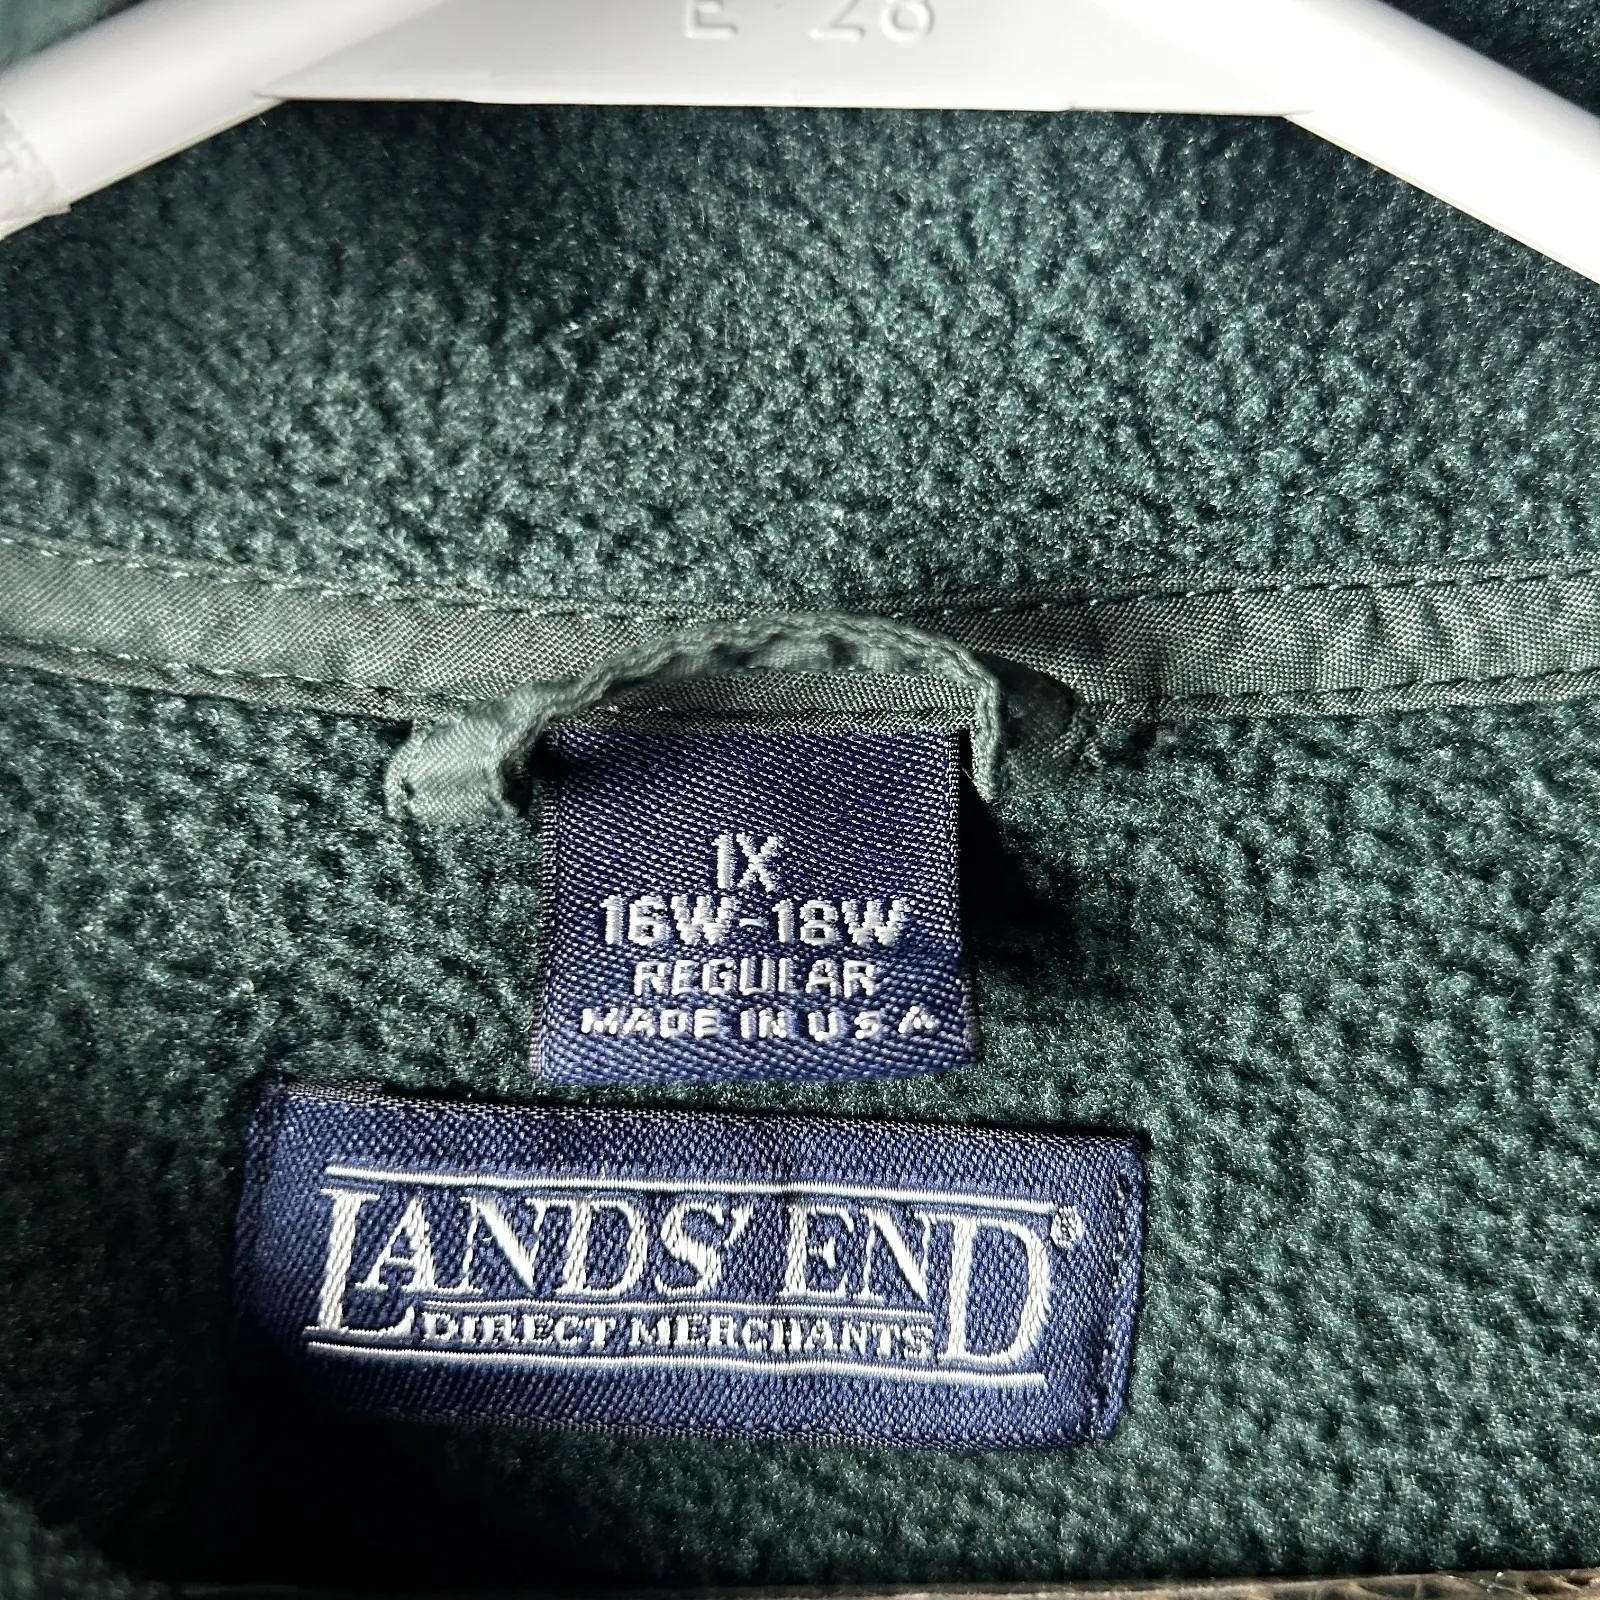 E 28
1X
16W-18W
REGULAR
MADE IN U S A
LANDS' END®
DIRECT MERCHANTS